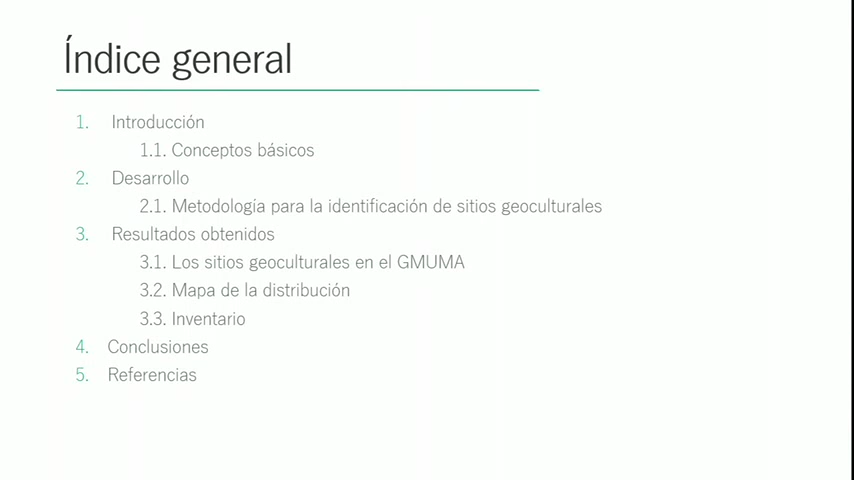 Índice general
1. Introducción
1.1. Conceptos básicos
2. Desarrollo
2.1. Metodología para la identificación de sitios geoculturales
3. Resultados obtenidos
3.1. Los sitios geoculturales en el GMUMA
3.2. Mapa de la distribución
3.3. Inventario
4. Conclusiones
5. Referencias